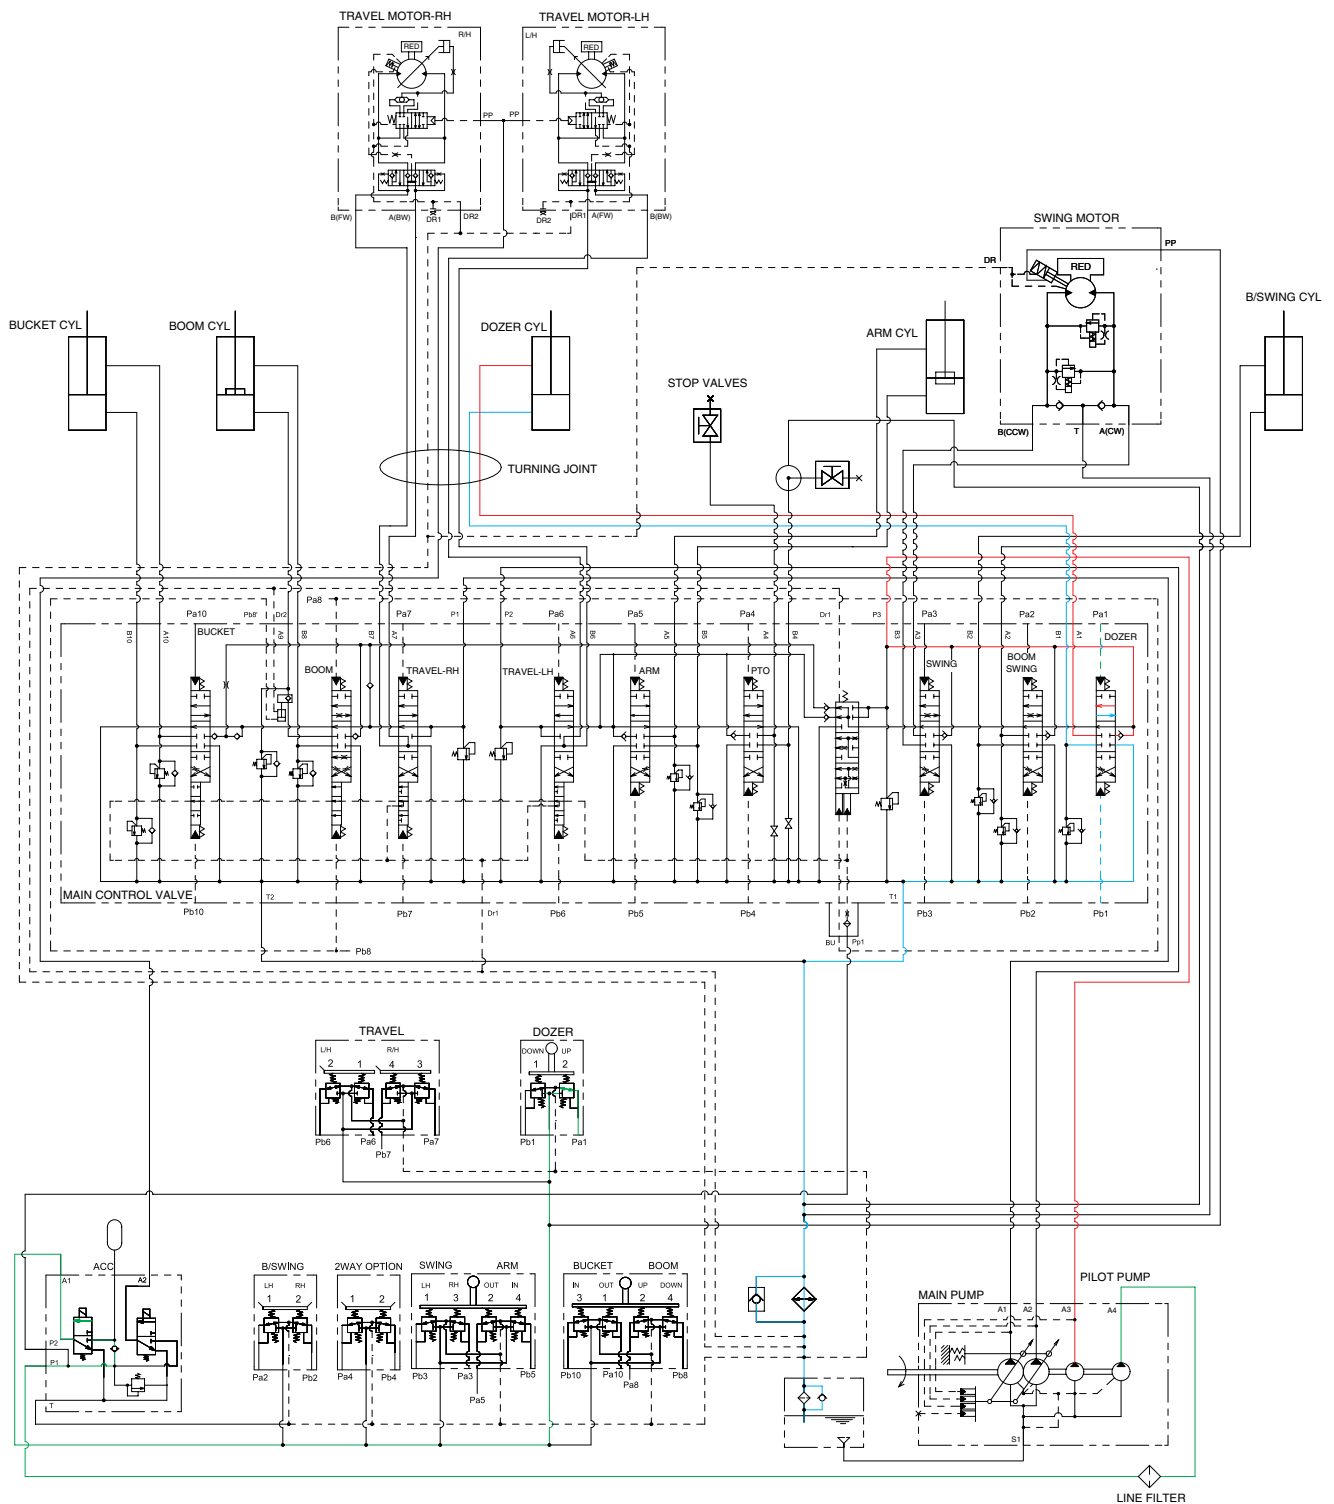 TRAVEL MOTOR-RH TRAVEL MOTOR-LH
R/H L/H
RED RED
PP PP
B(FW) A(BW) DR1 DR2 DR2 DR1 A(FW) B(BW)
SWING MOTOR
PP
DR
RED
B(CCW) T A(CW)
BUCKET CYL BOOM CYL DOZER CYL ARM CYL B/SWING CYL
STOP VALVES
TURNING JOINT
Pa10 Pb8' Dr2 Pa8 Pa7 P1 P2 Pa6 Pa5 Pa4 Dr1 P3 Pa3 Pa2 Pa1
B10 A10 A9 B8 B7 A7 A6 B6 A5 B5 A4 B4 B3 A3 B2 A2 B1 A1
BUCKET BOOM TRAVEL-RH TRAVEL-LH ARM PTO SWING BOOM SWING DOZER
MAIN CONTROL VALVE
T2 T1
Pb10 Pb7 Dr1 Pb6 Pb5 Pb4 Pb3 Pb2 Pb1
BU Pp1
Pb8
TRAVEL
L/H R/H
2 1 4 3
Pb6 Pa6 Pb7 Pa7
DOZER
DOWN UP
1 2
Pb1 Pa1
ACC
A1 A2
P2
P1
T
B/SWING
LH RH
1 2
Pa2 Pb2
2WAY OPTION
1 2
Pa4 Pb4
SWING ARM
LH RH OUT IN
1 3 2 4
Pb3 Pa3 Pa5 Pb5
BUCKET BOOM
IN OUT UP DOWN
3 1 2 4
Pb10 Pa10 Pa8 Pb8
PILOT PUMP
MAIN PUMP
A1 A2 A3 A4
S1
LINE FILTER